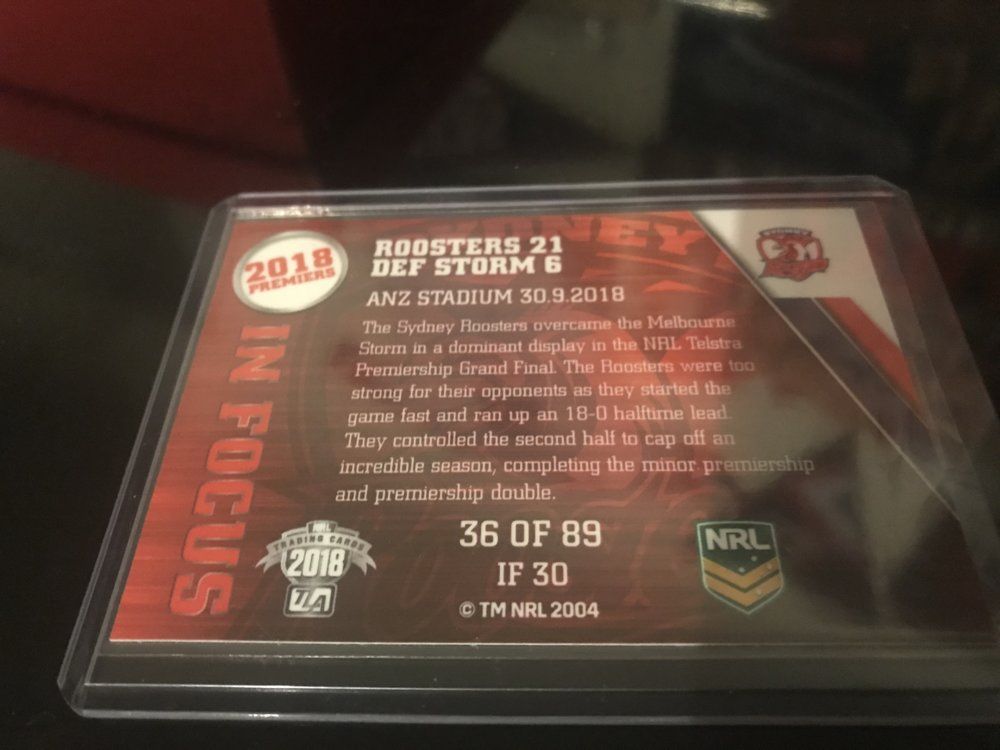 SYDNEY
SYDNEY
2018
PREMIERS
ROOSTERS 21
DEF STORM 6
ANZ STADIUM 30.9.2018
IN FOCUS
The Sydney Roosters overcame the Melbourne
Storm in a dominant display in the NRL Telstra
Premiership Grand Final. The Roosters were too
strong for their opponents as they started the
game fast and ran up an 18-0 halftime lead.
They controlled the second half to cap off an
incredible season, completing the minor premiership
and premiership double.
NRL
TRADING CARDS
2018
36 OF 89
IF 30
© TM NRL 2004
NRL